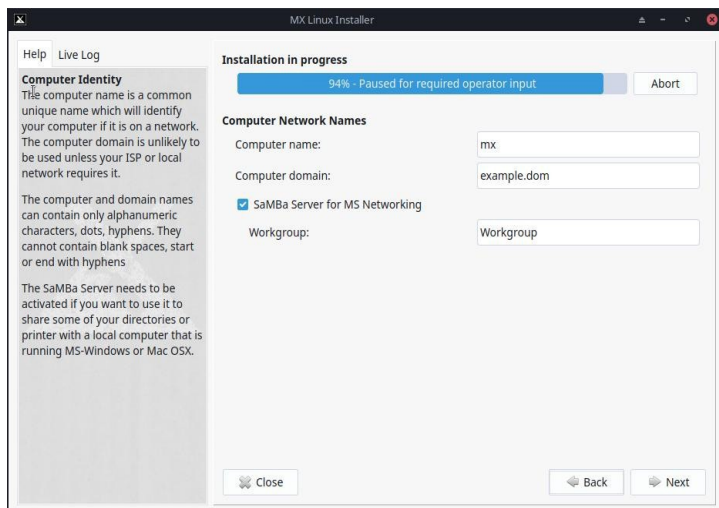 MX Linux Installer
Help Live Log
Computer Identity
The computer name is a common
unique name which will identify
your computer if it is on a network.
The computer domain is unlikely to
be used unless your ISP or local
network requires it.
The computer and domain names
can contain only alphanumeric
characters, dots, hyphens. They
cannot contain blank spaces, start
or end with hyphens
The SaMBa Server needs to be
activated if you want to use it to
share some of your directories or
printer with a local computer that is
running MS-Windows or Mac OSX.
Installation in progress
94% - Paused for required operator input
Abort
Computer Network Names
Computer name: mx
Computer domain: example.dom
SaMBa Server for MS Networking
Workgroup: Workgroup
Close Back Next